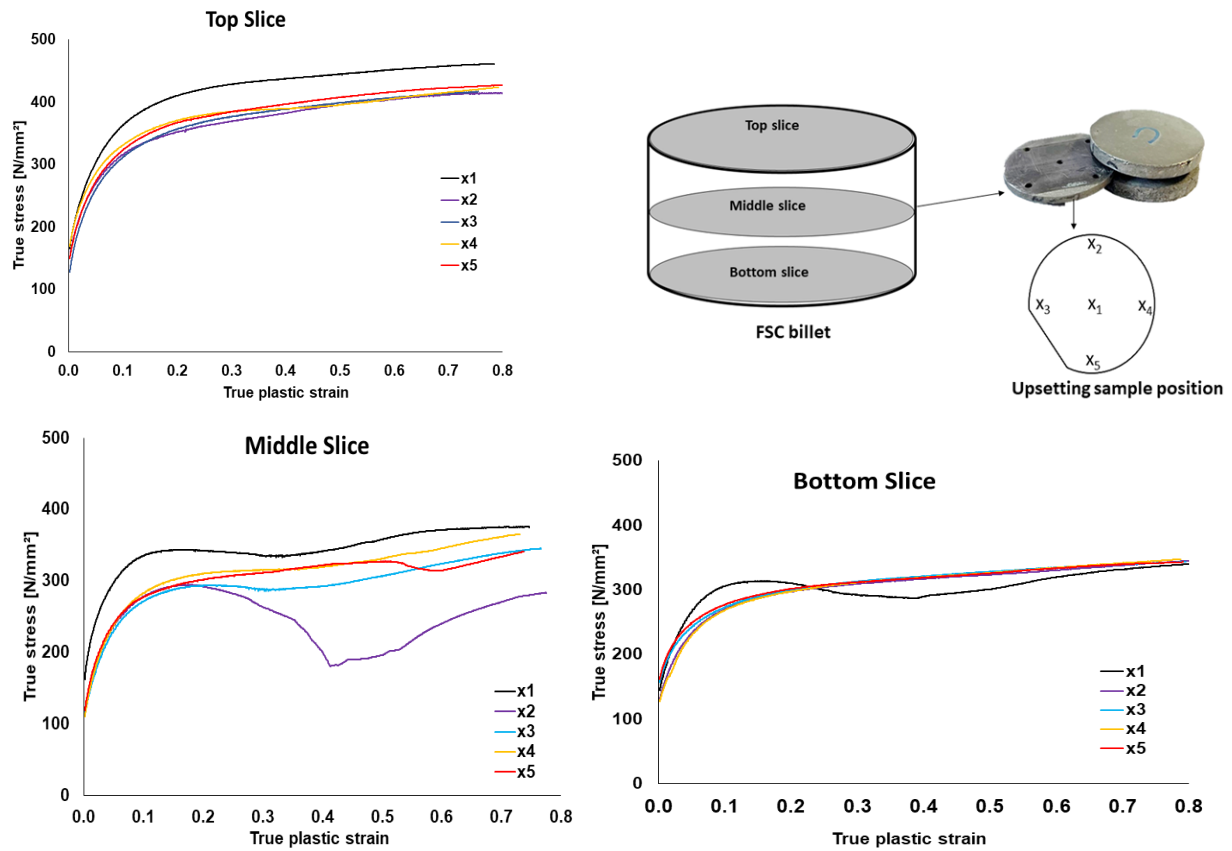 Top Slice
500
400
300
200
100
0
True stress [N/mm²]
0.0 0.1 0.2 0.3 0.4 0.5 0.6 0.7 0.8
True plastic strain
x1
x2
x3
x4
x5
Top slice
Middle slice
Bottom slice
FSC billet
X2
X3 X1 X4
X5
Upsetting sample position
Middle Slice
500
400
300
200
100
0
True stress [N/mm²]
0.0 0.1 0.2 0.3 0.4 0.5 0.6 0.7 0.8
True plastic strain
x1
x2
x3
x4
x5
Bottom Slice
500
400
300
200
100
0
True stress [N/mm²]
0.0 0.1 0.2 0.3 0.4 0.5 0.6 0.7 0.8
True plastic strain
x1
x2
x3
x4
x5